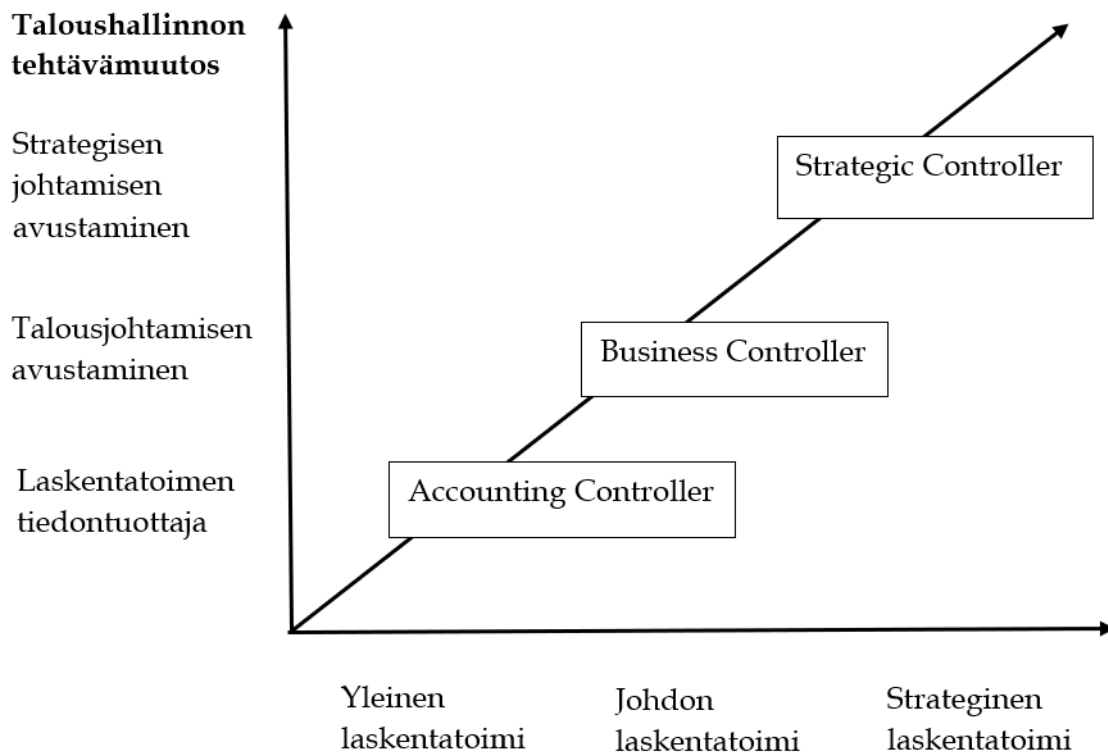 Taloushallinnon
tehtävämuutos
Strategisen
johtamisen
avustaminen
Strategic Controller
Talousjohtamisen
avustaminen
Business Controller
Laskentatoimen
tiedontuottaja
Accounting Controller
Yleinen
laskentatoimi
Johdon
laskentatoimi
Strateginen
laskentatoimi